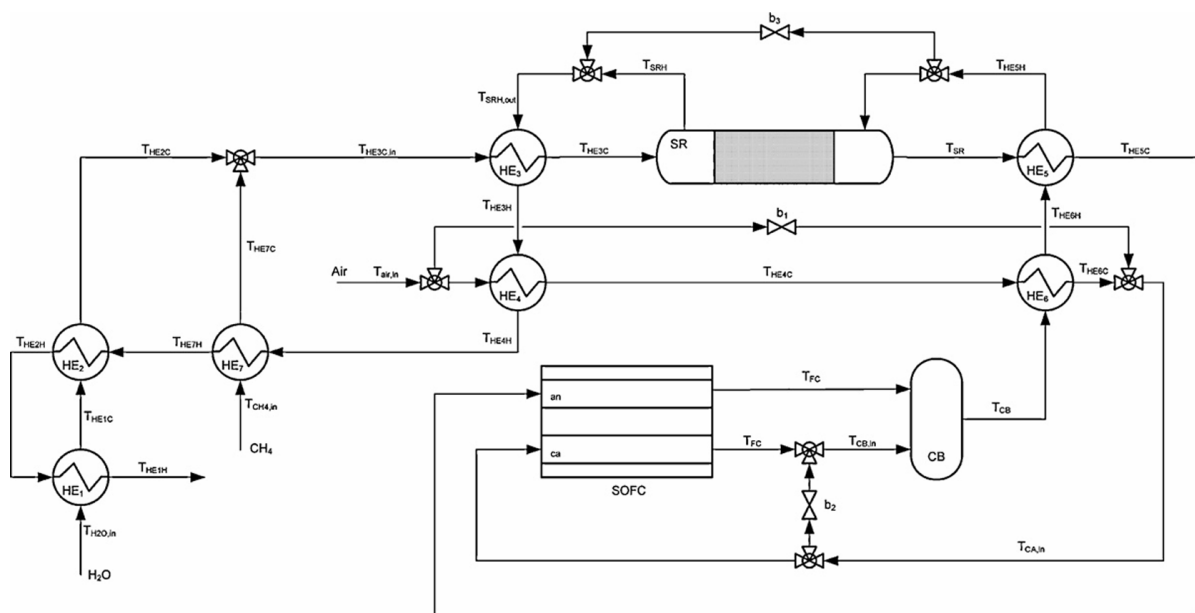 b3
TSRH
THE5H
TSRH,out
SR
THE2C
THE3C,in
HE3
THE3C
TSR
HE5
THE5C
THE3H
THE6H
b1
THE7C
Air
Tair,in
HE4
THE4C
HE6
THE6C
THE2H
HE2
THE7H
HE7
THE4H
TFC
an
TCB
THE1C
TCH4,in
CH4
TFC
TCB,in
ca
CB
HE1
THE1H
SOFC
b2
TH2O,in
TCA,in
H2O